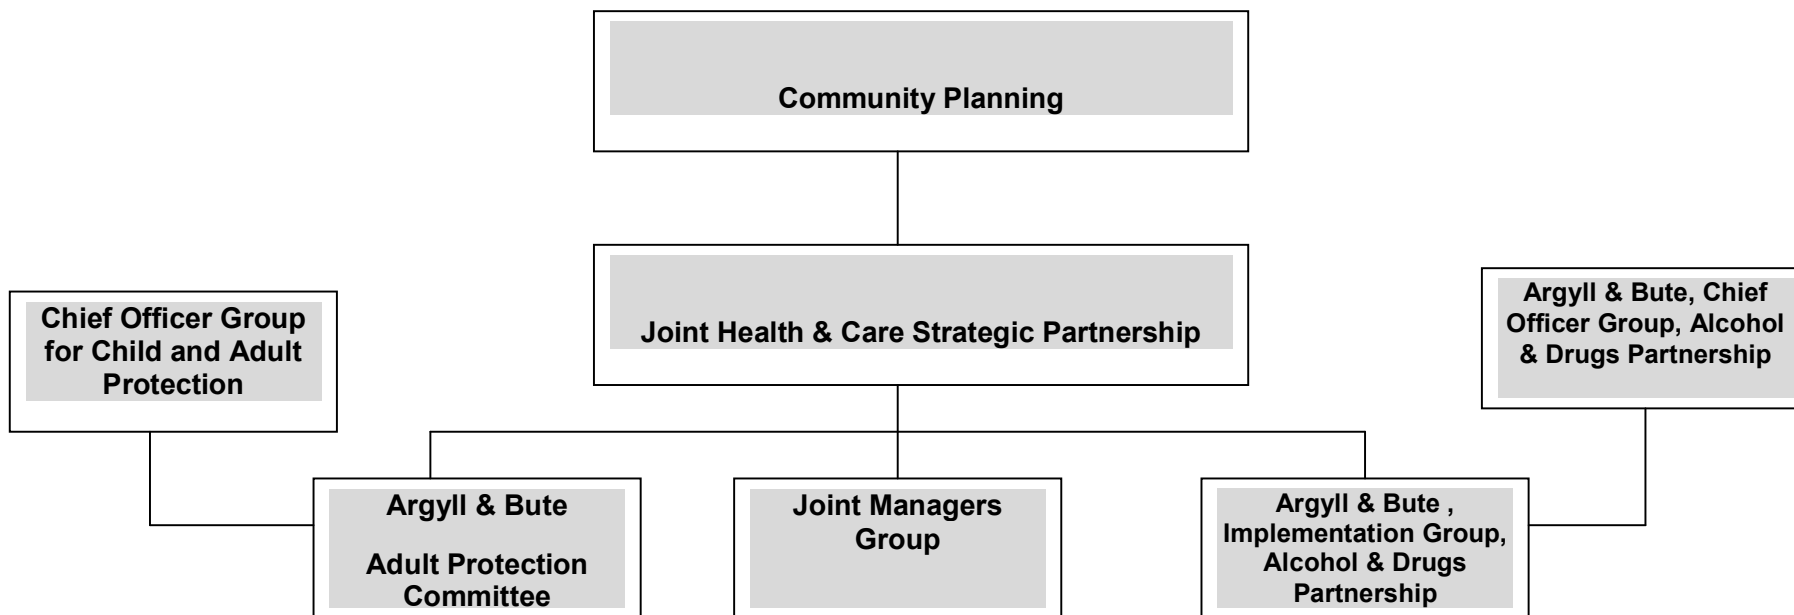 Community Planning
Joint Health & Care Strategic Partnership
Chief Officer Group
for Child and Adult
Protection
Argyll & Bute, Chief
Officer Group, Alcohol
& Drugs Partnership
Argyll & Bute
Adult Protection
Committee
Joint Managers
Group
Argyll & Bute ,
Implementation Group,
Alcohol & Drugs
Partnership